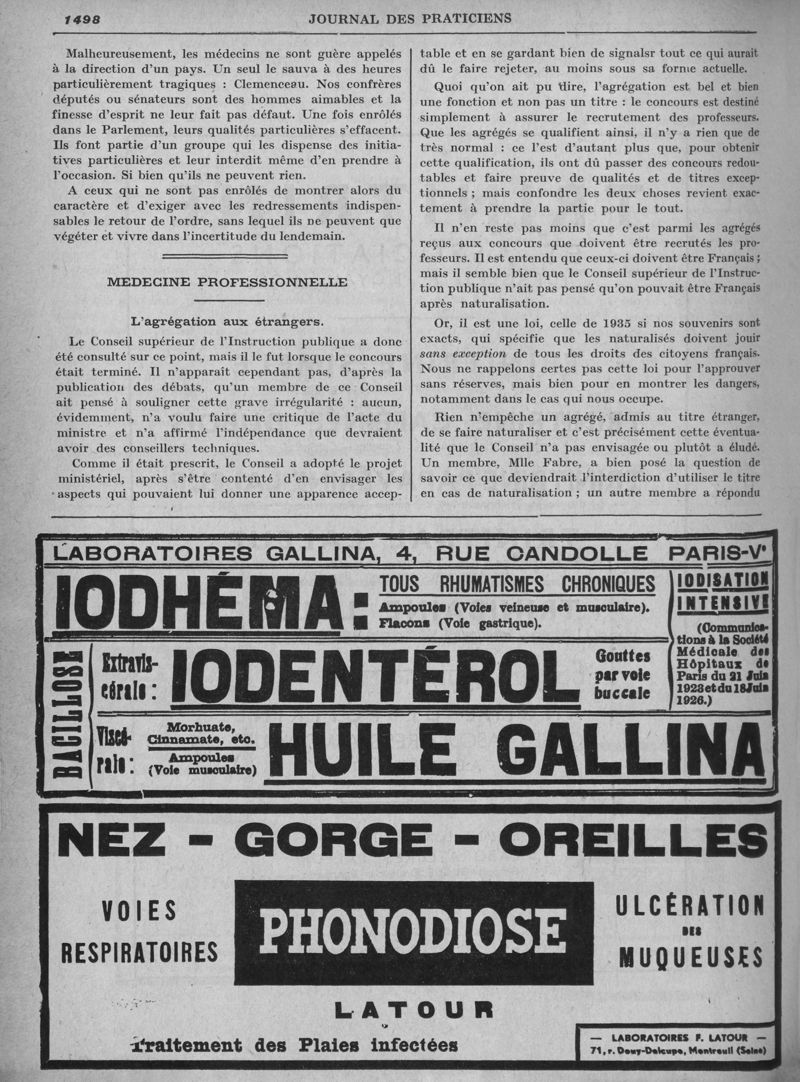 1498
JOURNAL DES PRATICIENS
Malheureusement, les médecins ne sont guère appelés
à la direction d'un pays. Un seul le sauva à des heures
particulièrement tragiques : Clemenceau. Nos confrères
députés ou sénateurs sont des hommes aimables et la
finesse d'esprit ne leur fait pas défaut. Une fois enrôlés
dans le Parlement, leurs qualités particulières s'effacent.
Ils font partie d'un groupe qui les dispense des initia-
tives particulières et leur interdit même d'en prendre à
l'occasion. Si bien qu'ils ne peuvent rien.
A ceux qui ne sont pas enrôlés de montrer alors du
caractère et d'exiger avec les redressements indispen-
sables le retour de l'ordre, sans lequel ils ne peuvent que
végéter et vivre dans l'incertitude du lendemain.
MEDECINE PROFESSIONNELLE
L'agrégation aux étrangers.
Le Conseil supérieur de l'Instruction publique a donc
été consulté sur ce point, mais il le fut lorsque le concours
était terminé. Il n'apparaît cependant pas, d'après la
publication des débats, qu'un membre de ce Conseil
ait pensé à souligner cette grave irrégularité : aucun,
évidemment, n'a voulu faire une critique de l'acte du
ministre et n'a affirmé l'indépendance que devraient
avoir des conseillers techniques.
Comme il était prescrit, le Conseil a adopté le projet
ministériel, après s'être contenté d'en envisager les
aspects qui pouvaient lui donner une apparence accep-
table et en se gardant bien de signalsr tout ce qui aurait
dû le faire rejeter, au moins sous sa forme actuelle.
Quoi qu'on ait pu dire, l'agrégation est bel et bien
une fonction et non pas un titre : le concours est destiné
simplement à assurer le recrutement des professeurs.
Que les agrégés se qualifient ainsi, il n'y a rien que de
très normal : ce l'est d'autant plus que, pour obtenir
cette qualification, ils ont dû passer des concours redou-
tables et faire preuve de qualités et de titres excep-
tionnels ; mais confondre les deux choses revient exac-
tement à prendre la partie pour le tout.
Il n'en reste pas moins que c'est parmi les agrégés
reçus aux concours que doivent être recrutés les pro-
fesseurs. Il est entendu que ceux-ci doivent être Français ;
mais il semble bien que le Conseil supérieur de l'Instruc-
tion publique n'ait pas pensé qu'on pouvait être Français
après naturalisation.
Or, il est une loi, celle de 1935 si nos souvenirs sont
exacts, qui spécifie que les naturalisés doivent jouir
sans exception de tous les droits des citoyens français.
Nous ne rappelons certes pas cette loi pour l'approuver
sans réserves, mais bien pour en montrer les dangers,
notamment dans le cas qui nous occupe.
Rien n'empêche un agrégé, admis au titre étranger,
de se faire naturaliser et c'est précisément cette éventua-
lité que le Conseil n'a pas envisagée ou plutôt a éludé.
Un membre, Mlle Fabre, a bien posé la question de
savoir ce que deviendrait l'interdiction d'utiliser le titre
en cas de naturalisation ; un autre membre a répondu
LABORATOIRES GALLINA, 4, RUE CANDOLLE PARIS-Ve
IODHÉMA:
TOUS RHUMATISMES CHRONIQUES
Ampoules (Voies veineuse et musculaire).
Flacons (Voie gastrique).
IODISATION
INTENSIVE
(Communica-
tions à la Société
Médicale des
Hôpitaux de
Paris du 21 Juin
1923 et du 18 Juin
1926.)
BACILLOSE
Extravis-
cérale :
IODENTÉROL
Gouttes
par voie
buccale
Viscé-
rale :
Morhuate,
Cinnamate, etc.
Ampoules
(Voie musculaire)
HUILE GALLINA
NEZ - GORGE - OREILLES
VOIES
RESPIRATOIRES
PHONODIOSE
ULCÉRATION
DES
MUQUEUSES
LATOUR
Traitement des Plaies infectées
— LABORATOIRES F. LATOUR —
71, r. Douy-Delcupe, Montreuil (Seine)